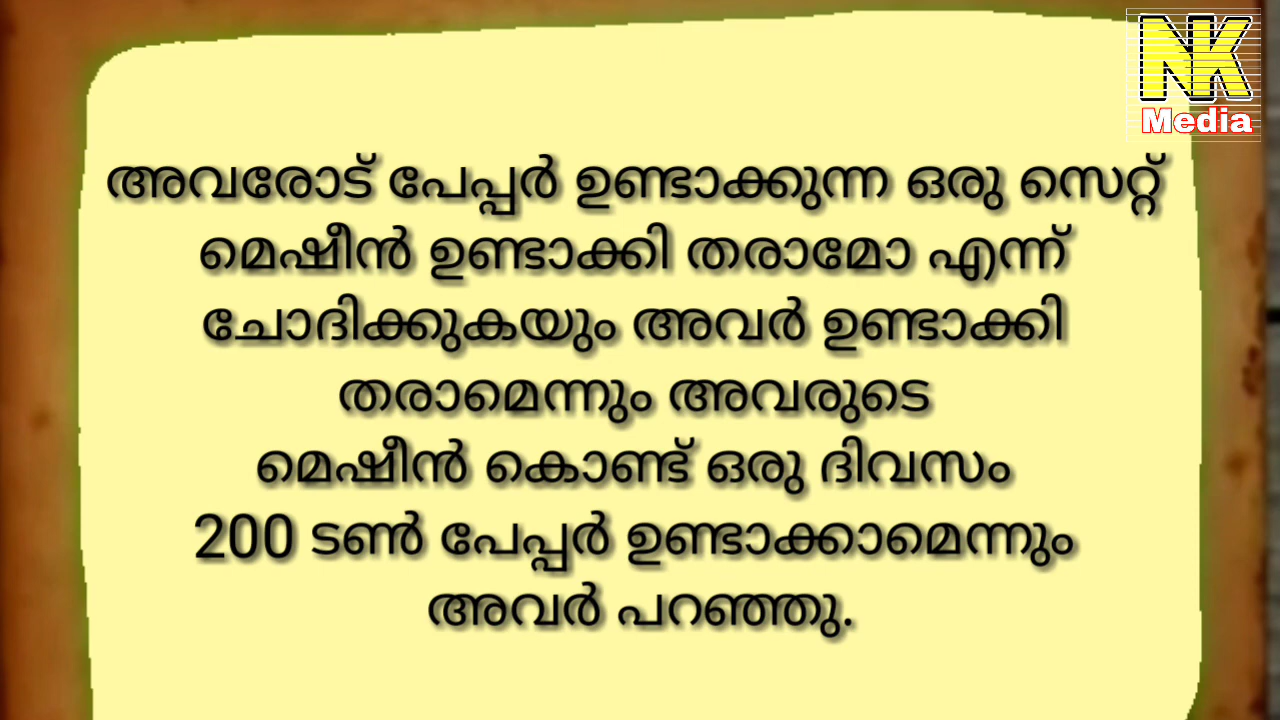 NK
Media
അവരോട് പേപ്പർ ഉണ്ടാക്കുന്ന ഒരു സെറ്റ്
മെഷീൻ ഉണ്ടാക്കി തരാമോ എന്ന്
ചോദിക്കുകയും അവർ ഉണ്ടാക്കി
തരാമെന്നും അവരുടെ
മെഷീൻ കൊണ്ട് ഒരു ദിവസം
200 ടൺ പേപ്പർ ഉണ്ടാക്കാമെന്നും
അവർ പറഞ്ഞു.